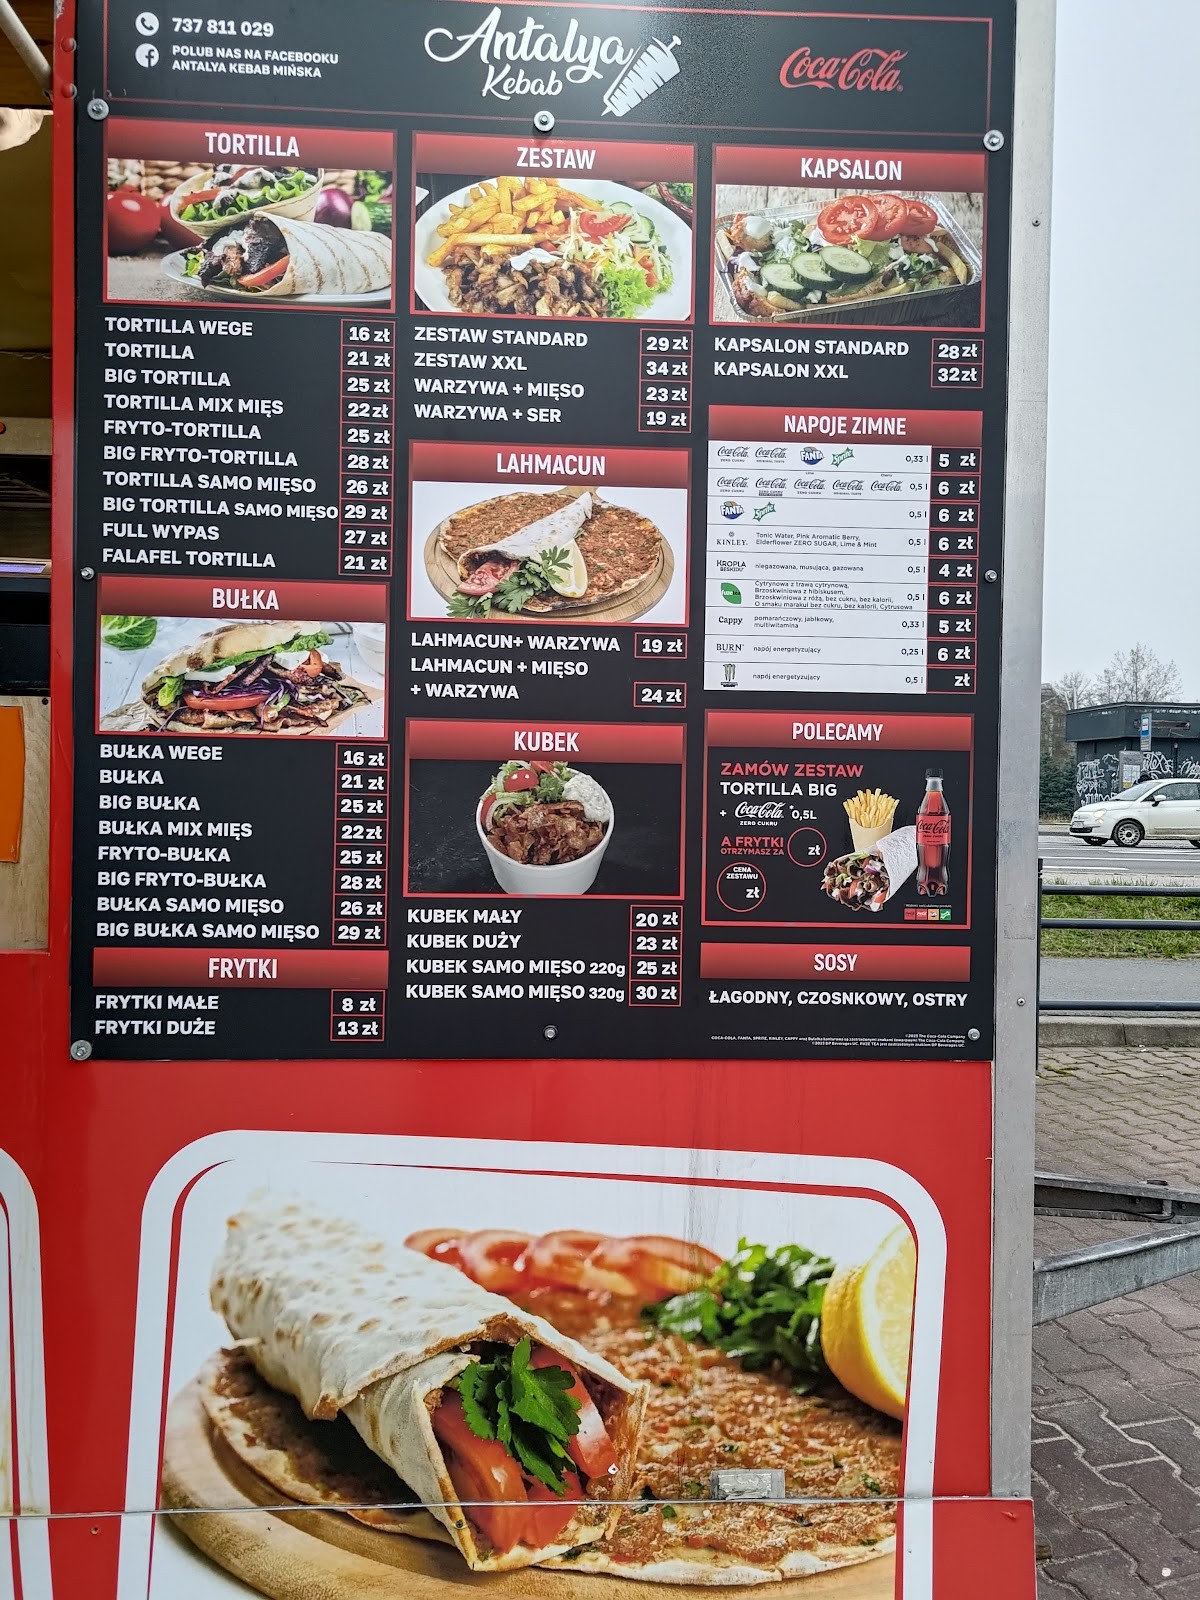 737 811 029
POLUB NAS NA FACEBOOKU
ANTALYA KEBAB MIŃSKA
Antalya
Kebab
Coca-Cola
TORTILLA
TORTILLA WEGE 16 zł
TORTILLA 21 zł
BIG TORTILLA 25 zł
TORTILLA MIX MIĘS 22 zł
FRYTO-TORTILLA 25 zł
BIG FRYTO-TORTILLA 28 zł
TORTILLA SAMO MIĘSO 26 zł
BIG TORTILLA SAMO MIĘSO 29 zł
FULL WYPAS 27 zł
FALAFEL TORTILLA 21 zł
BUŁKA
BUŁKA WEGE 16 zł
BUŁKA 21 zł
BIG BUŁKA 25 zł
BUŁKA MIX MIĘS 22 zł
FRYTO-BUŁKA 25 zł
BIG FRYTO-BUŁKA 28 zł
BUŁKA SAMO MIĘSO 26 zł
BIG BUŁKA SAMO MIĘSO 29 zł
FRYTKI
FRYTKI MAŁE 8 zł
FRYTKI DUŻE 13 zł
ZESTAW
ZESTAW STANDARD 29 zł
ZESTAW XXL 34 zł
WARZYWA + MIĘSO 23 zł
WARZYWA + SER 19 zł
LAHMACUN
LAHMACUN+ WARZYWA 19 zł
LAHMACUN + MIĘSO
+ WARZYWA 24 zł
KUBEK
KUBEK MAŁY 20 zł
KUBEK DUŻY 23 zł
KUBEK SAMO MIĘSO 220g 25 zł
KUBEK SAMO MIĘSO 320g 30 zł
KAPSALON
KAPSALON STANDARD 28 zł
KAPSALON XXL 32 zł
NAPOJE ZIMNE
Coca-Cola ZERO CUKRU Coca-Cola ORIGINAL TASTE FANTA Sprite 0,33 l 5 zł
Coca-Cola ZERO CUKRU Coca-Cola Lime Coca-Cola ZERO CUKRU Coca-Cola ORIGINAL TASTE Cherry Coca-Cola 0,5 l 6 zł
FANTA Sprite 0,5 l 6 zł
KINLEY Tonic Water, Pink Aromatic Berry,
Elderflower ZERO SUGAR, Lime & Mint 0,5 l 6 zł
KROPLA BESKIDU niegazowana, musująca, gazowana 0,5 l 4 zł
fuzetea Cytrynowa z trawą cytrynową,
Brzoskwiniowa z hibiskusem,
Brzoskwiniowa z różą, bez cukru, bez kalorii,
O smaku marakui bez cukru, bez kalorii, Cytrusowa 0,5 l 6 zł
Cappy pomarańczowy, jabłkowy,
multiwitamina 0,33 l 5 zł
BURN napój energetyzujący 0,25 l 6 zł
napój energetyzujący 0,5 l zł
POLECAMY
ZAMÓW ZESTAW
TORTILLA BIG
+ Coca-Cola ZERO CUKRU *0,5L
A FRYTKI
OTRZYMASZ ZA zł
CENA
ZESTAWU
zł
Coca-Cola
SOSY
ŁAGODNY, CZOSNKOWY, OSTRY